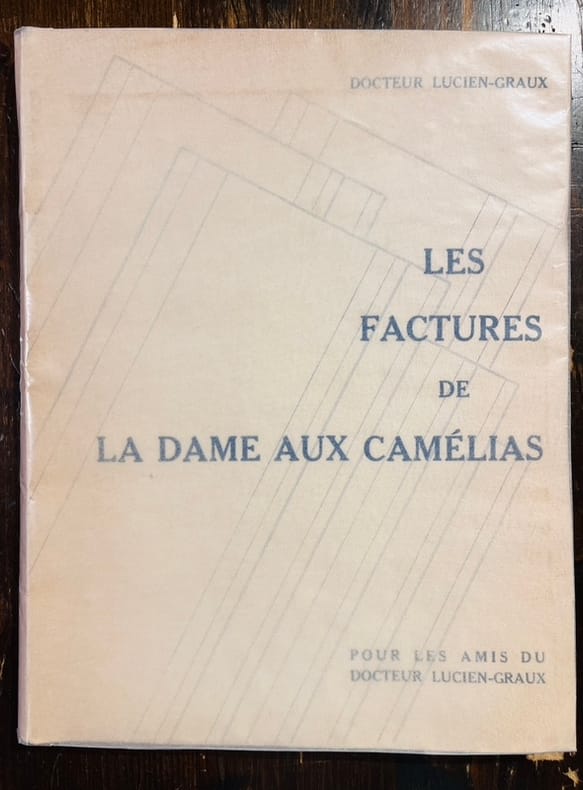 DOCTEUR LUCIEN-GRAUX
LES
FACTURES
DE
LA DAME AUX CAMÉLIAS
POUR LES AMIS DU
DOCTEUR LUCIEN-GRAUX